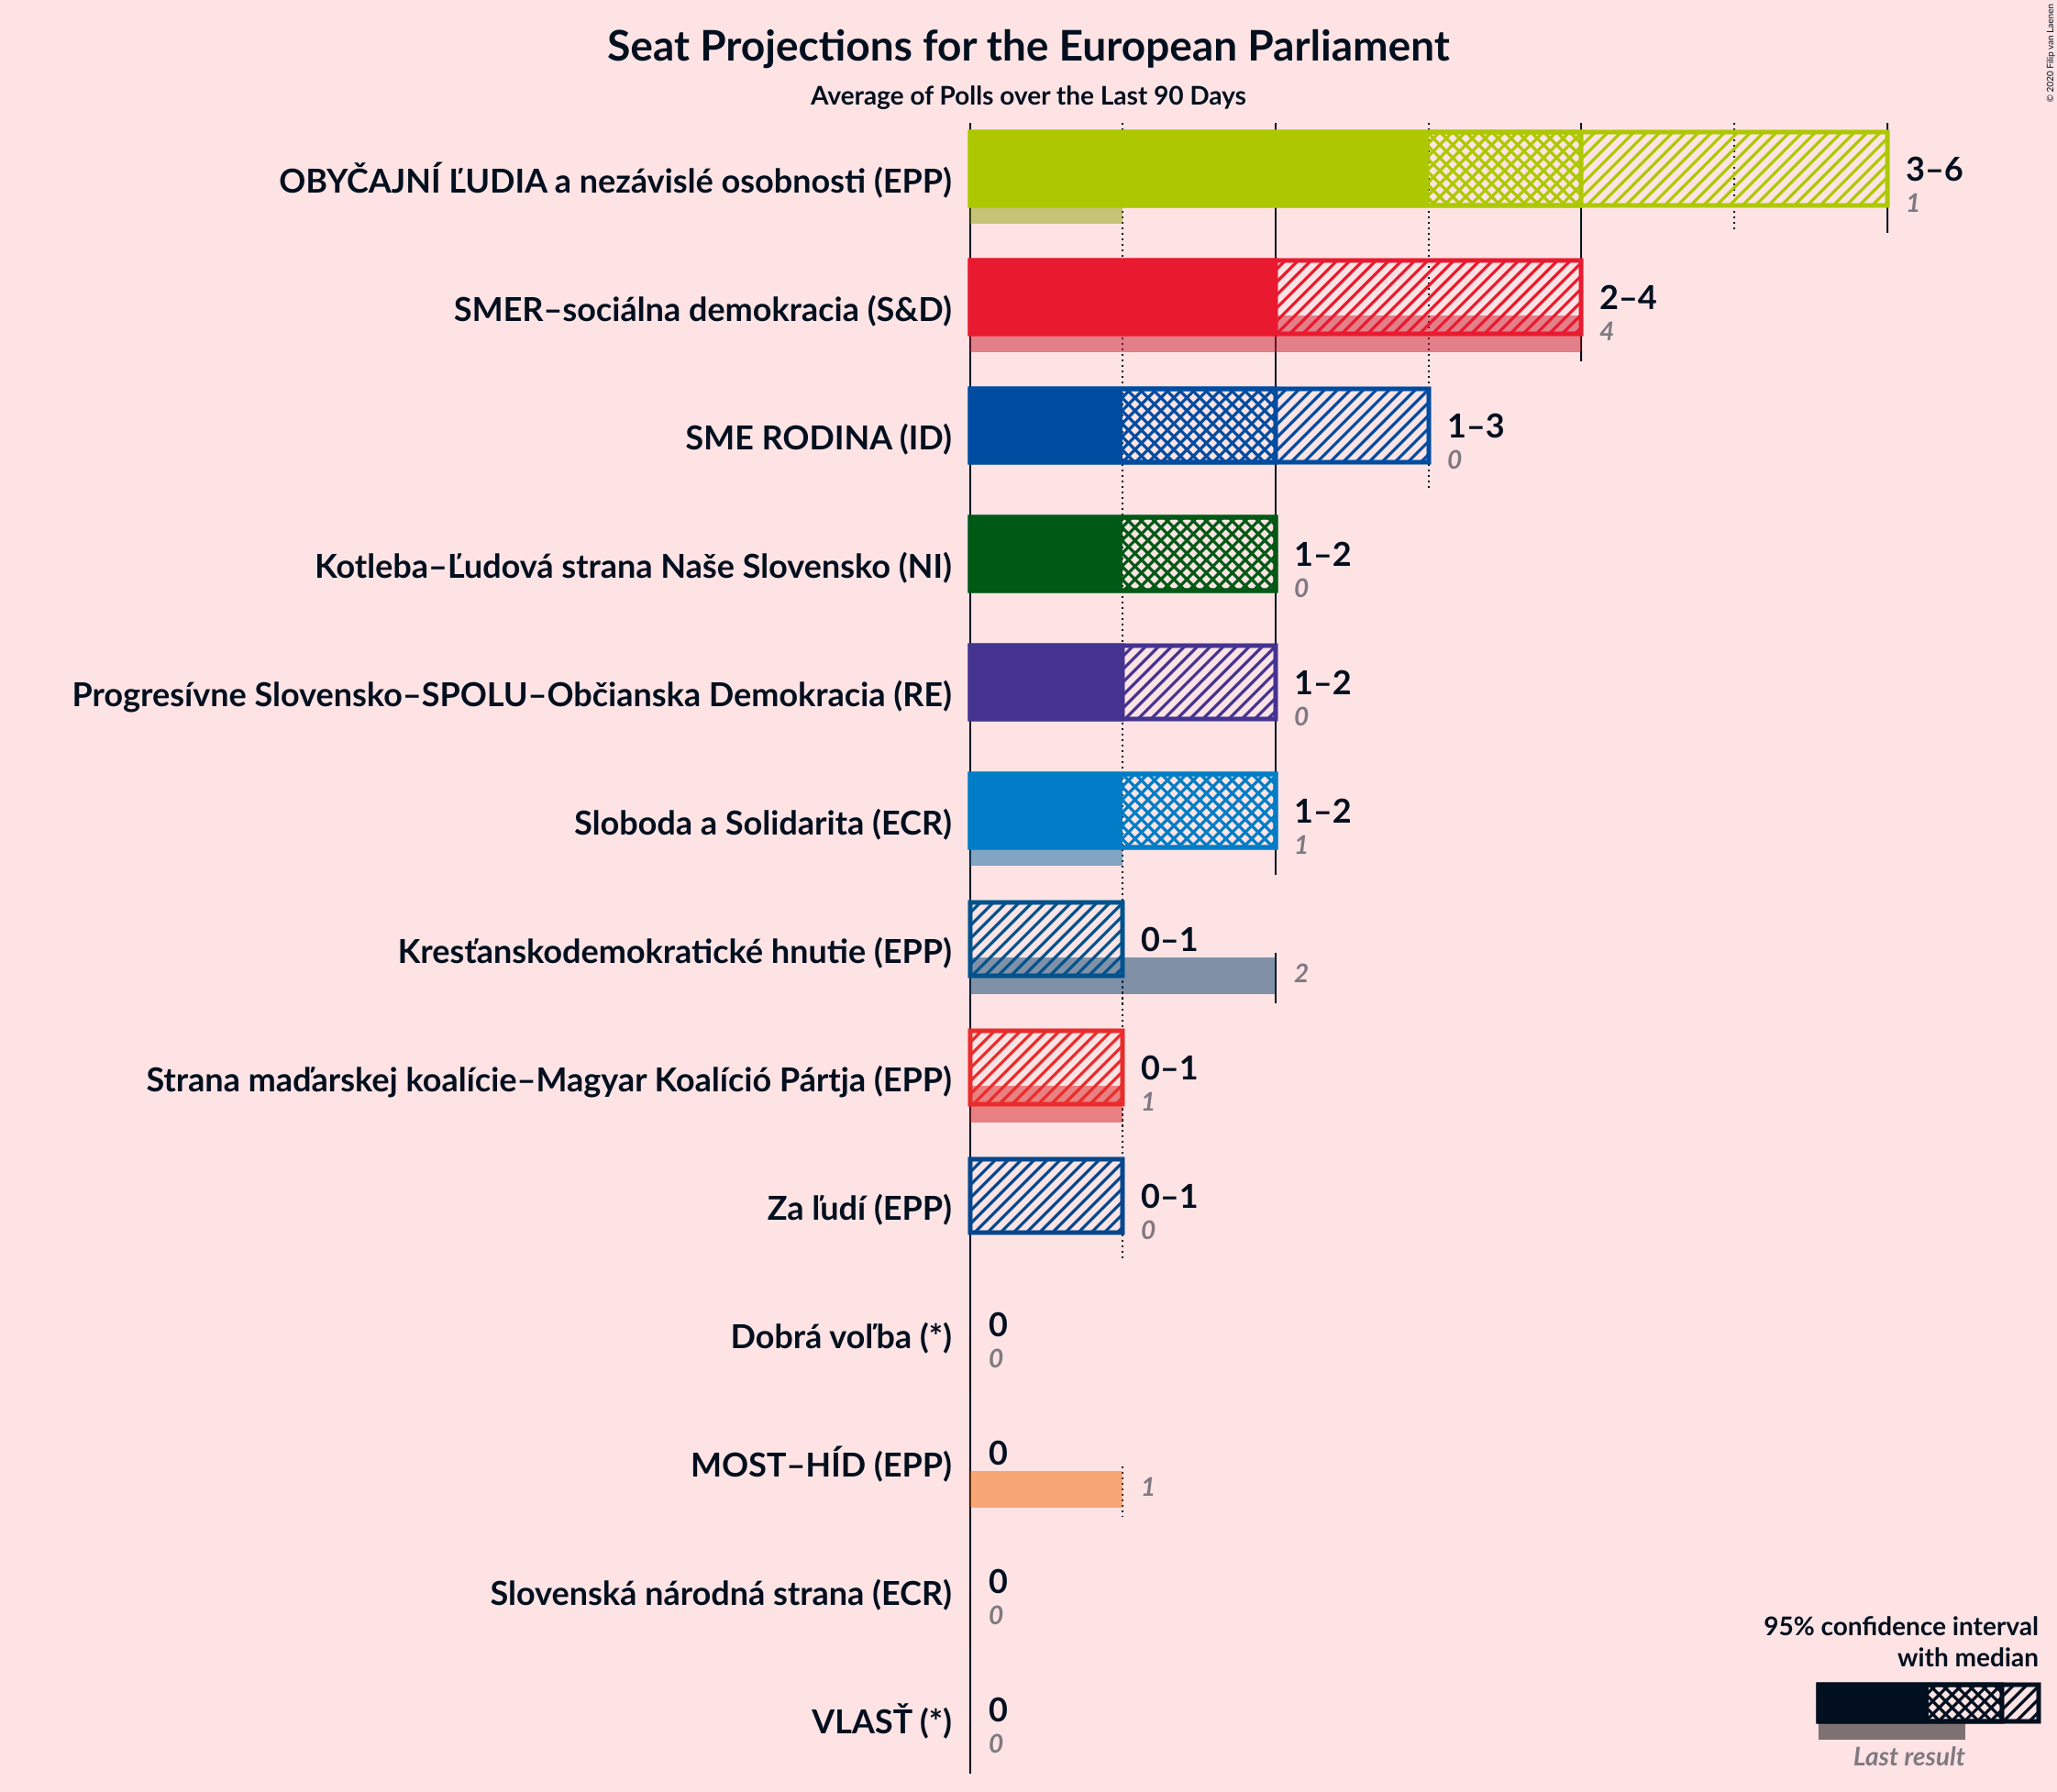 Seat Projections for the European Parliament
Average of Polls over the Last 90 Days
© 2020 Filip van Laenen
OBYČAJNÍ ĽUDIA a nezávislé osobnosti (EPP)
3–6
1
SMER–sociálna demokracia (S&D)
2–4
4
SME RODINA (ID)
1–3
0
Kotleba–Ľudová strana Naše Slovensko (NI)
1–2
0
Progresívne Slovensko–SPOLU–Občianska Demokracia (RE)
1–2
0
Sloboda a Solidarita (ECR)
1–2
1
Kresťanskodemokratické hnutie (EPP)
0–1
2
Strana maďarskej koalície–Magyar Koalíció Pártja (EPP)
0–1
1
Za ľudí (EPP)
0–1
0
Dobrá voľba (*)
0
0
MOST–HÍD (EPP)
0
1
Slovenská národná strana (ECR)
0
0
VLASŤ (*)
0
0
95% confidence interval
with median
Last result